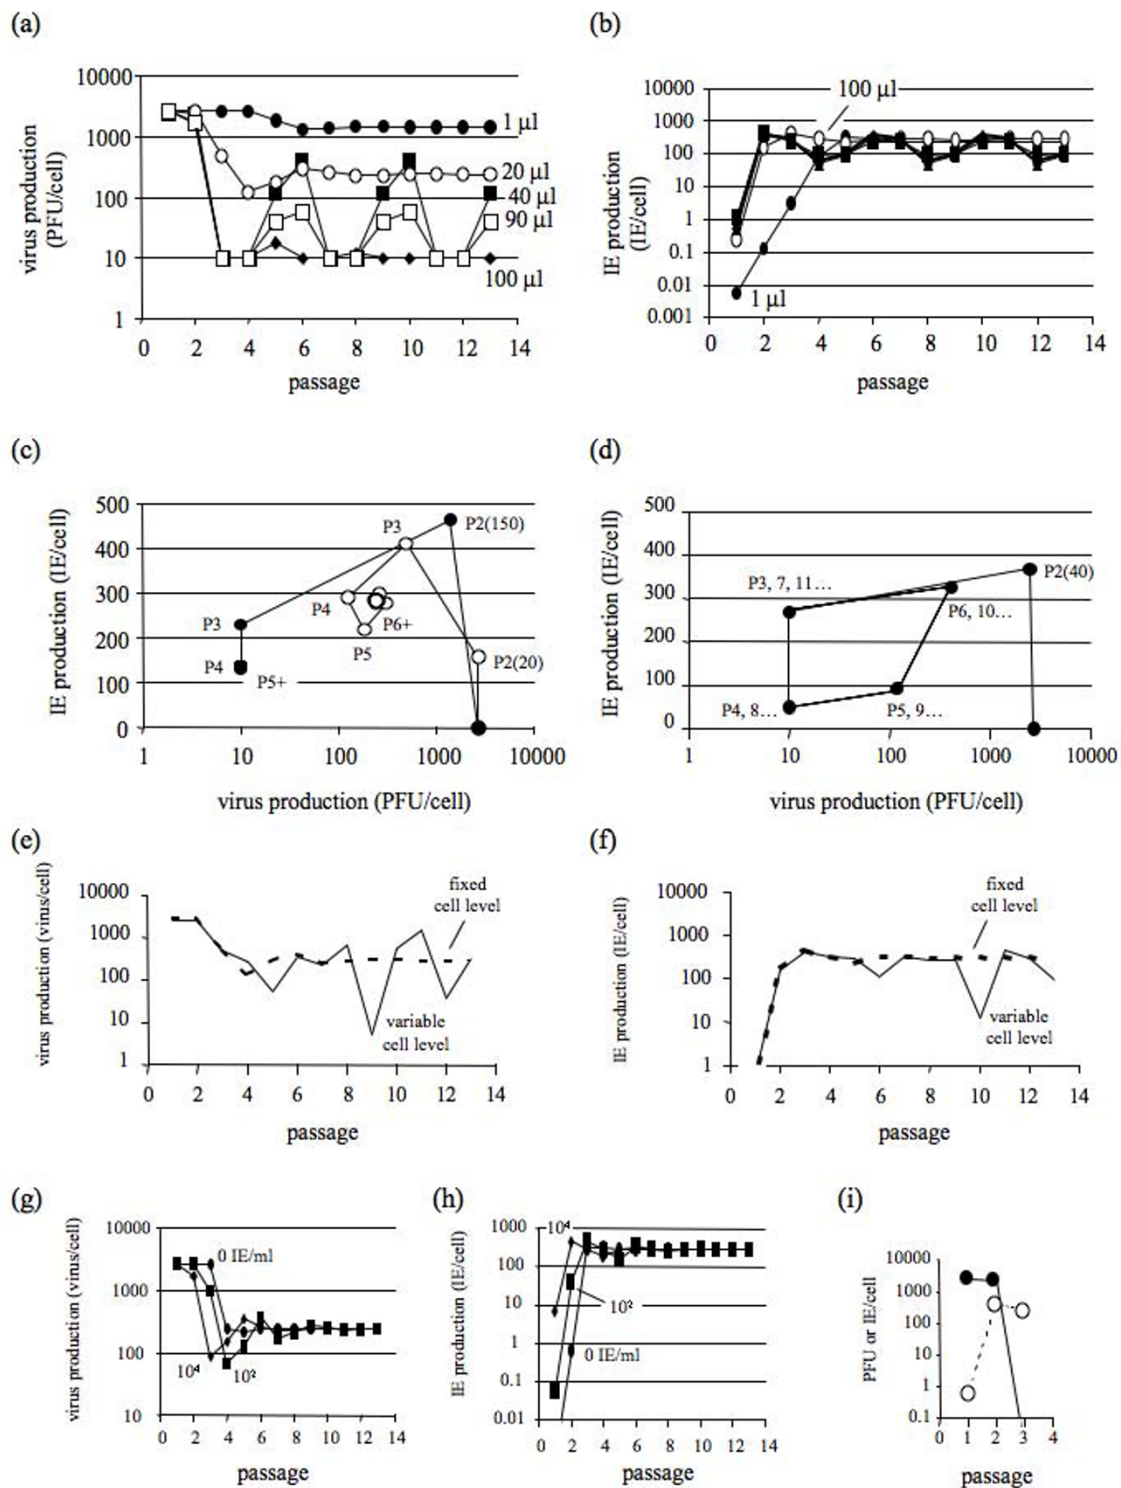 (a)
virus production
(PFU/cell)
10000
1000
100
10
1
1 µl
20 µl
40 µl
90 µl
100 µl
0 2 4 6 8 10 12 14
passage
(b)
IE production
(IE/cell)
10000
1000
100
10
1
0.1
0.01
0.001
100 µl
1 µl
0 2 4 6 8 10 12 14
passage
(c)
IE production (IE/cell)
500
400
300
200
100
0
P3
P2(150)
P4
P6+
P5
P3
P2(20)
P4
P5+
1 10 100 1000 10000
virus production (PFU/cell)
(d)
IE production (IE/cell)
500
400
300
200
100
0
P3, 7, 11...
P2(40)
P6, 10...
P4, 8...
P5, 9...
1 10 100 1000 10000
virus production (PFU/cell)
(e)
virus production (virus/cell)
10000
1000
100
10
1
fixed
cell level
variable
cell level
0 2 4 6 8 10 12 14
passage
(f)
IE production (IE/cell)
10000
1000
100
10
1
fixed
cell level
variable
cell level
0 2 4 6 8 10 12 14
passage
(g)
virus production (virus/cell)
10000
1000
100
10
0 IE/ml
10⁴
10²
0 2 4 6 8 10 12 14
passage
(h)
IE production (IE/cell)
1000
100
10
1
0.1
0.01
10⁴
10²
0 IE/ml
0 2 4 6 8 10 12 14
passage
(i)
PFU or IE/cell
10000
1000
100
10
1
0.1
0 1 2 3 4
passage